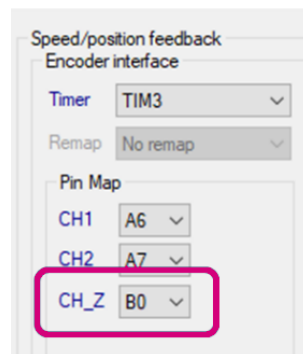 Speed/position feedback
Encoder interface
Timer TIM3
Remap No remap
Pin Map
CH1 A6
CH2 A7
CH_Z B0